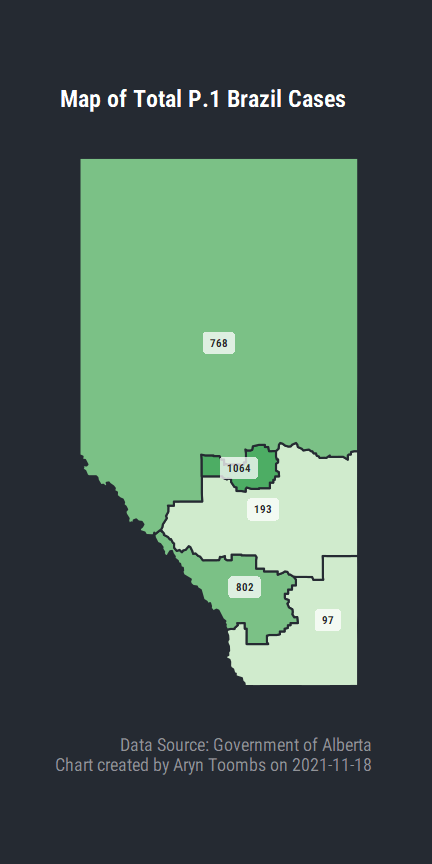 Map of Total P.1 Brazil Cases
768
1064
193
802
97
Data Source: Government of Alberta
Chart created by Aryn Toombs on 2021-11-18